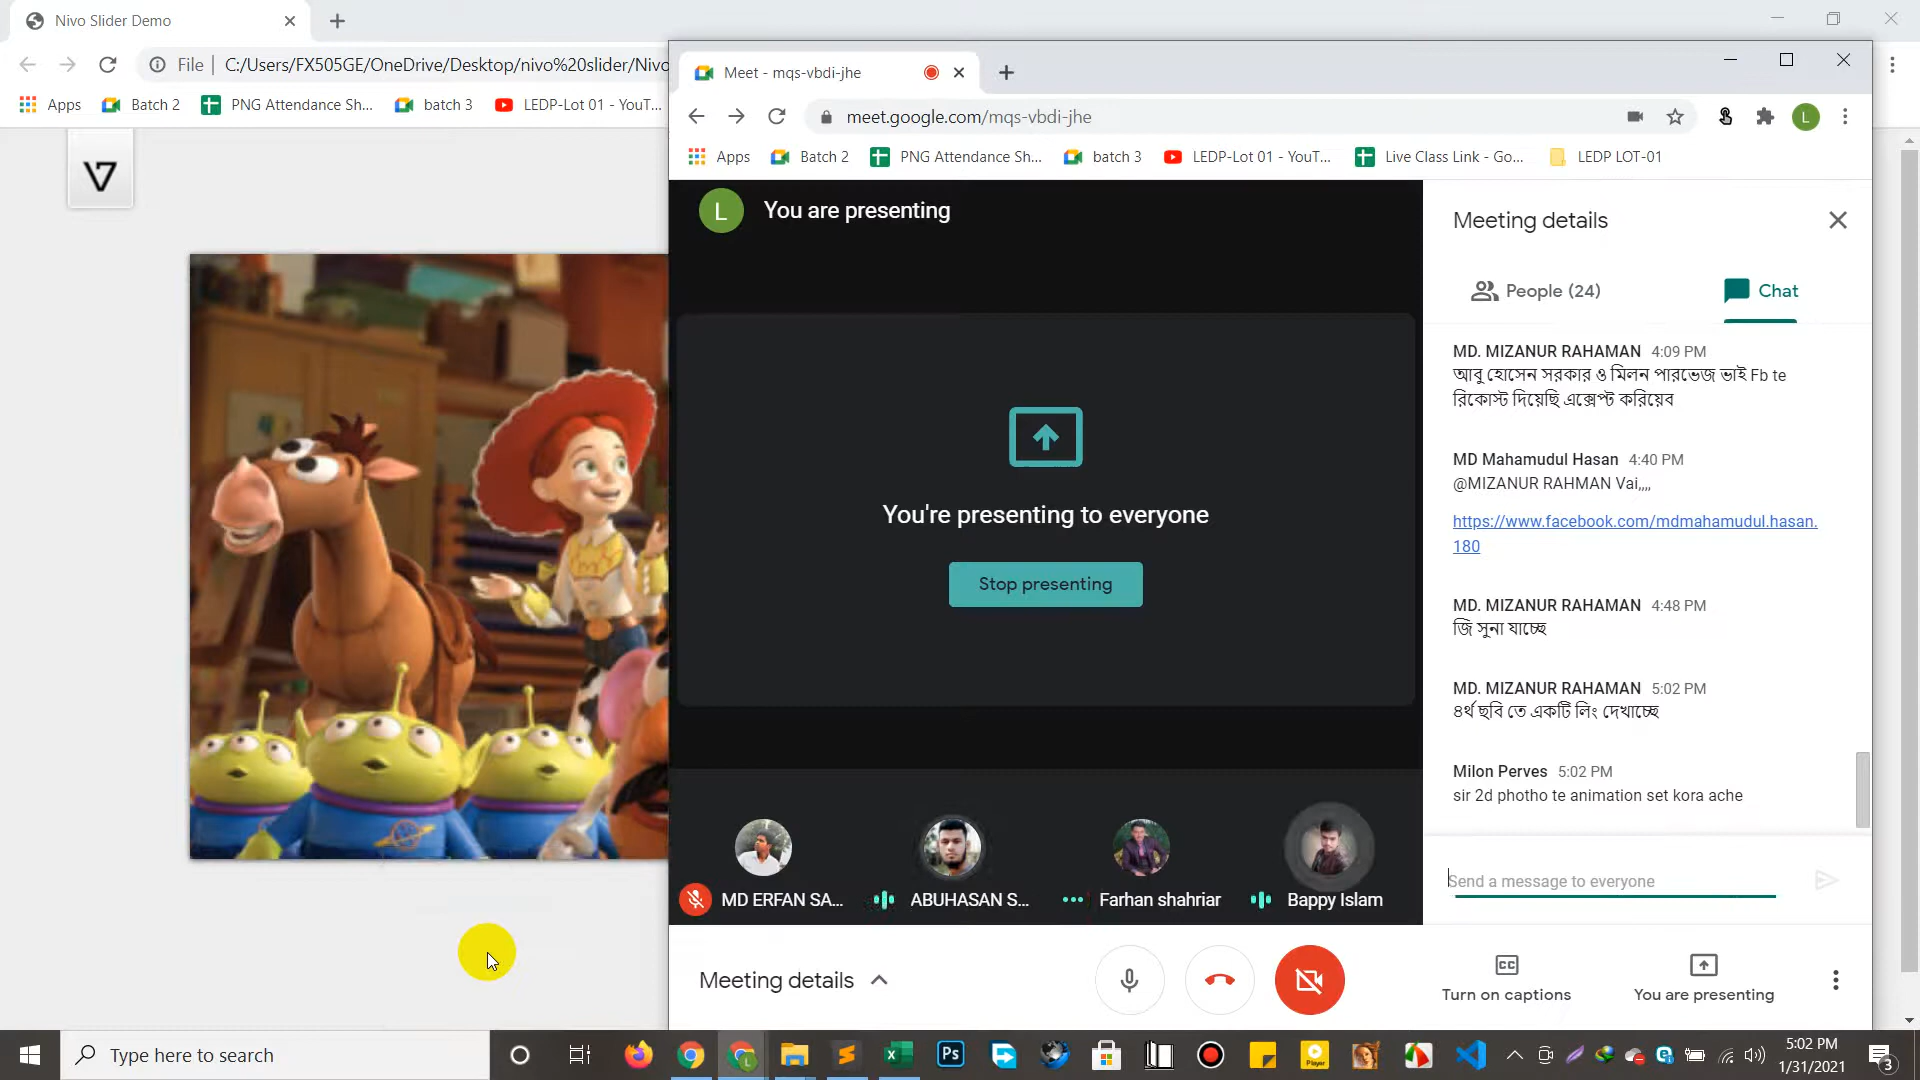 Nivo Slider Demo
File
C:/Users/FX505GE/OneDrive/Desktop/nivo%20slider/Nivo
Apps
Batch 2
PNG Attendance Sh...
batch 3
LEDP-Lot 01 - YouT...
Meet - mqs-vbdi-jhe
meet.google.com/mqs-vbdi-jhe
L
Apps
Batch 2
PNG Attendance Sh...
batch 3
LEDP-Lot 01 - YouT...
Live Class Link - Go...
LEDP LOT-01
L
You are presenting
You're presenting to everyone
Stop presenting
MD ERFAN SA...
ABUHASAN S...
Farhan shahriar
Bappy Islam
Meeting details
People (24)
Chat
MD. MIZANUR RAHAMAN 4:09 PM
আবু হোসেন সরকার ও মিলন পারভেজ ভাই Fb te
রিকোস্ট দিয়েছি এক্সেপ্ট করিয়েব
MD Mahamudul Hasan 4:40 PM
@MIZANUR RAHMAN Vai,,,,
https://www.facebook.com/mdmahamudul.hasan.
180
MD. MIZANUR RAHAMAN 4:48 PM
জি সুনা যাচ্ছে
MD. MIZANUR RAHAMAN 5:02 PM
৪র্থ ছবি তে একটি লিং দেখাচ্ছে
Milon Perves 5:02 PM
sir 2d photho te animation set kora ache
Send a message to everyone
Meeting details
CC
Turn on captions
You are presenting
Type here to search
L
Ps
Player
5:02 PM
1/31/2021
3